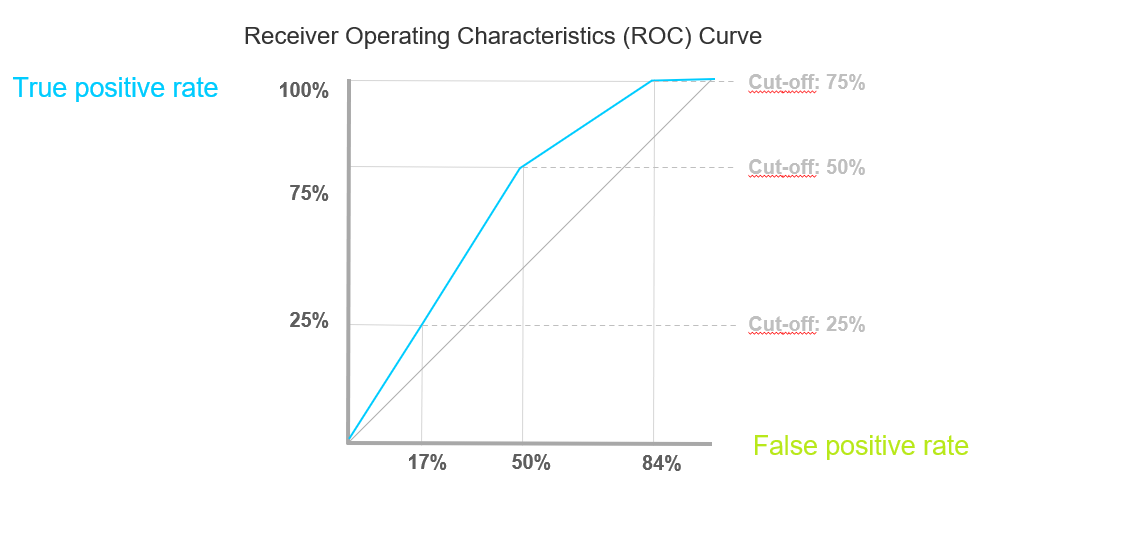 Receiver Operating Characteristics (ROC) Curve
True positive rate
100%
Cut-off: 75%
Cut-off: 50%
75%
25%
Cut-off: 25%
False positive rate
17%
50%
84%